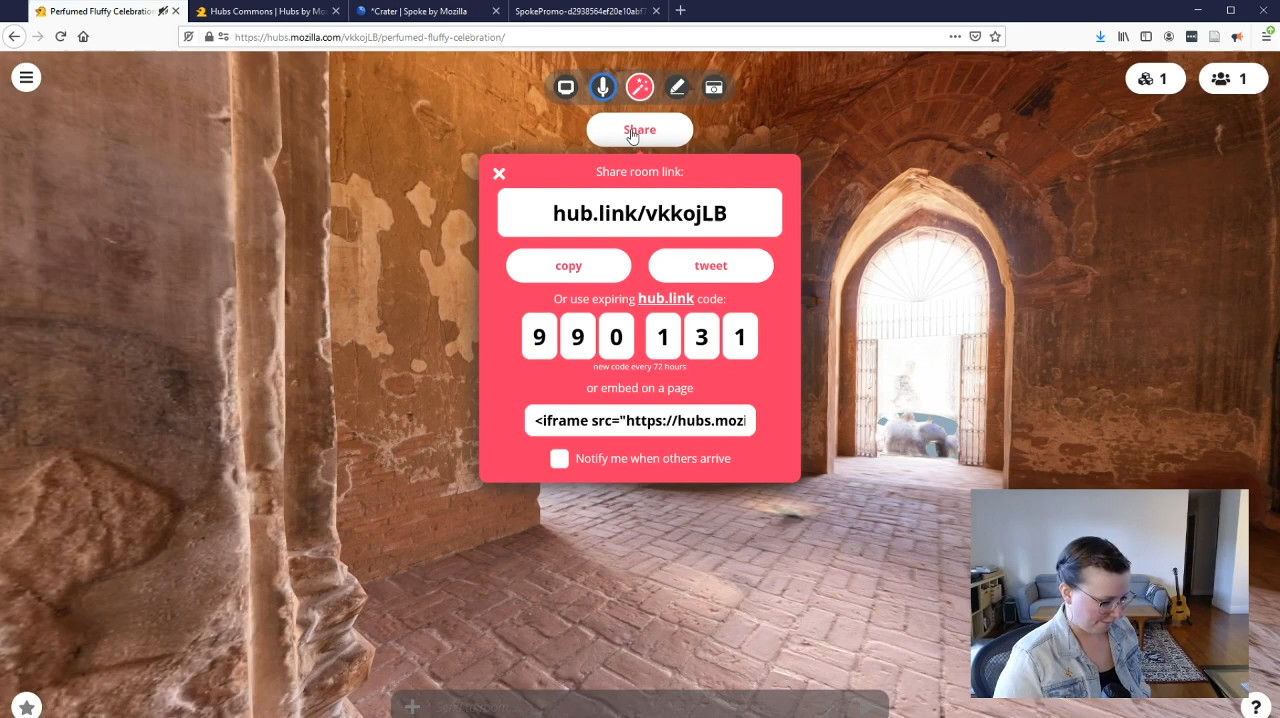 Perfumed Fluffy Celebration
Hubs Commons | Hubs by Mo
*Crater | Spoke by Mozilla
SpokePromo-d2938564ef20e10abf7
https://hubs.mozilla.com/vkkojLB/perfumed-fluffy-celebration/
1
1
Share
Share room link:
hub.link/vkkojLB
copy
tweet
Or use expiring hub.link code:
9 9 0 1 3 1
new code every 72 hours
or embed on a page
<iframe src="https://hubs.mozi
Notify me when others arrive
?